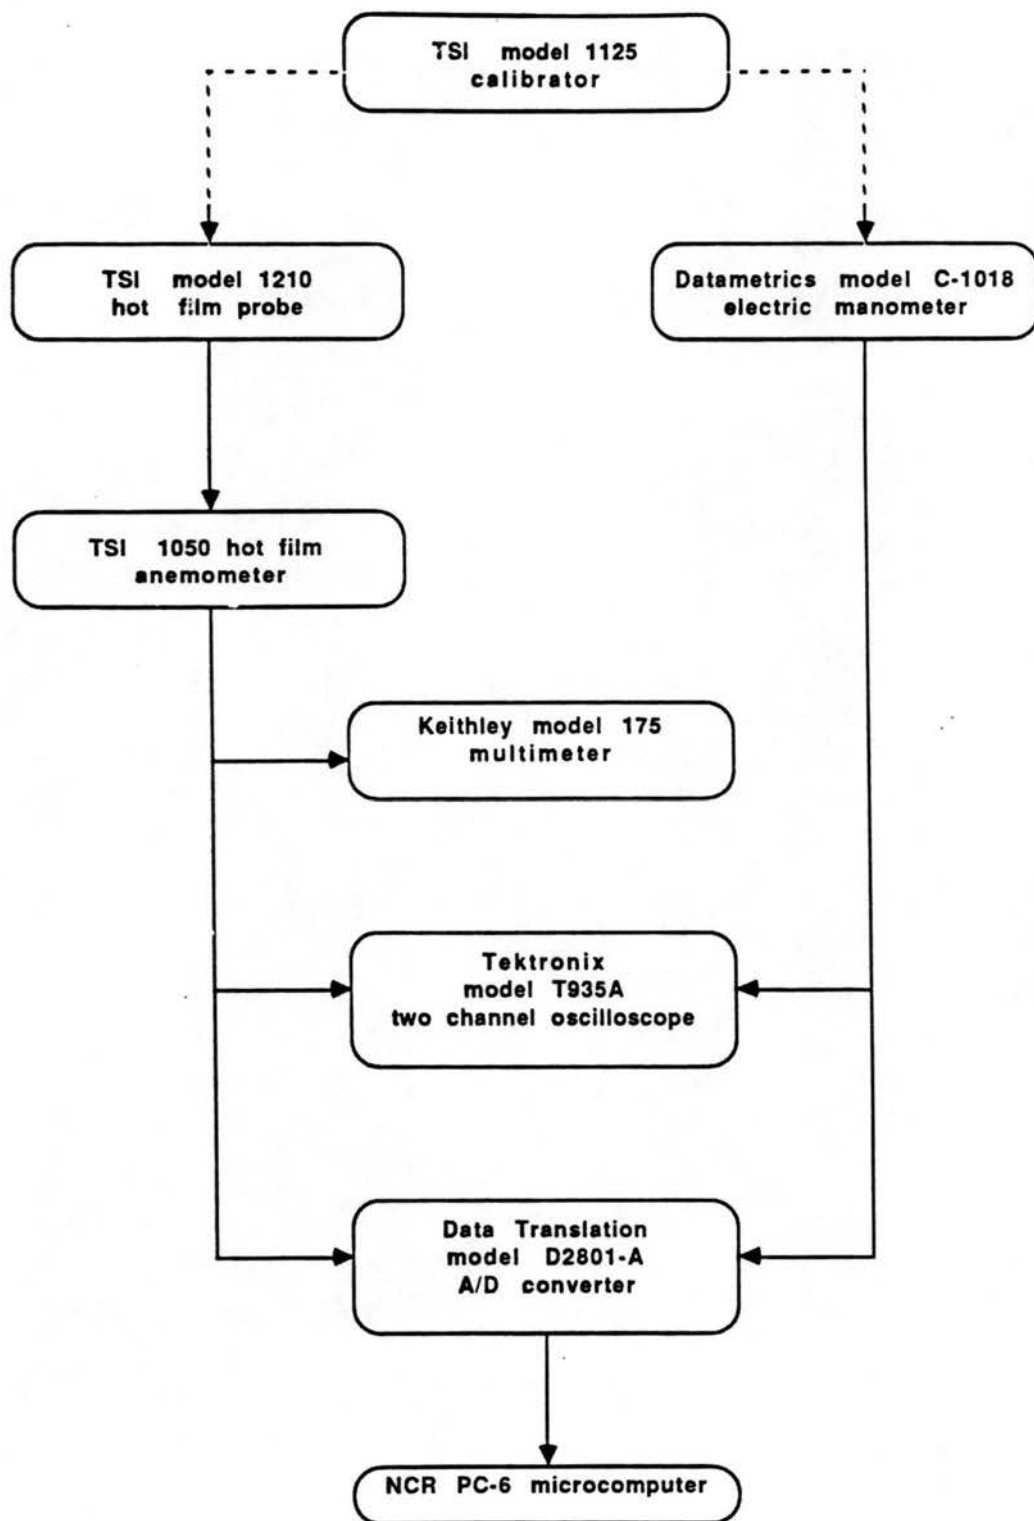 TSI model 1125
calibrator
TSI model 1210
hot film probe
Datametrics model C-1018
electric manometer
TSI 1050 hot film
anemometer
Keithley model 175
multimeter
Tektronix
model T935A
two channel oscilloscope
Data Translation
model D2801-A
A/D converter
NCR PC-6 microcomputer